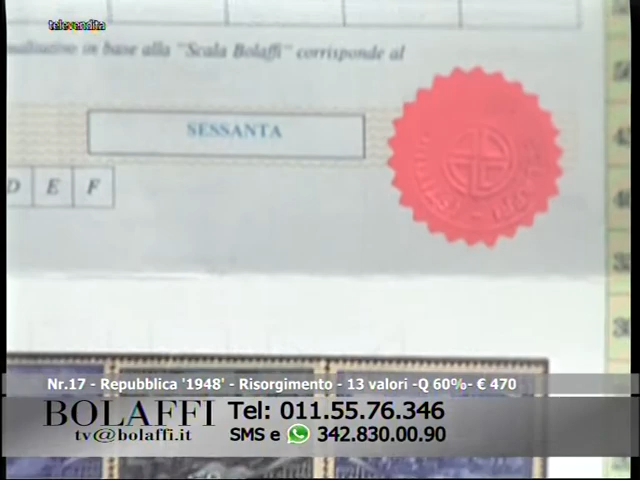 televendita
in base alla "Scala Bolaffi" corrisponde al
SESSANTA
D E F
Nr.17 - Repubblica '1948' - Risorgimento - 13 valori -Q 60%- € 470
BOLAFFI Tel: 011.55.76.346
tv@bolaffi.it SMS e 342.830.00.90